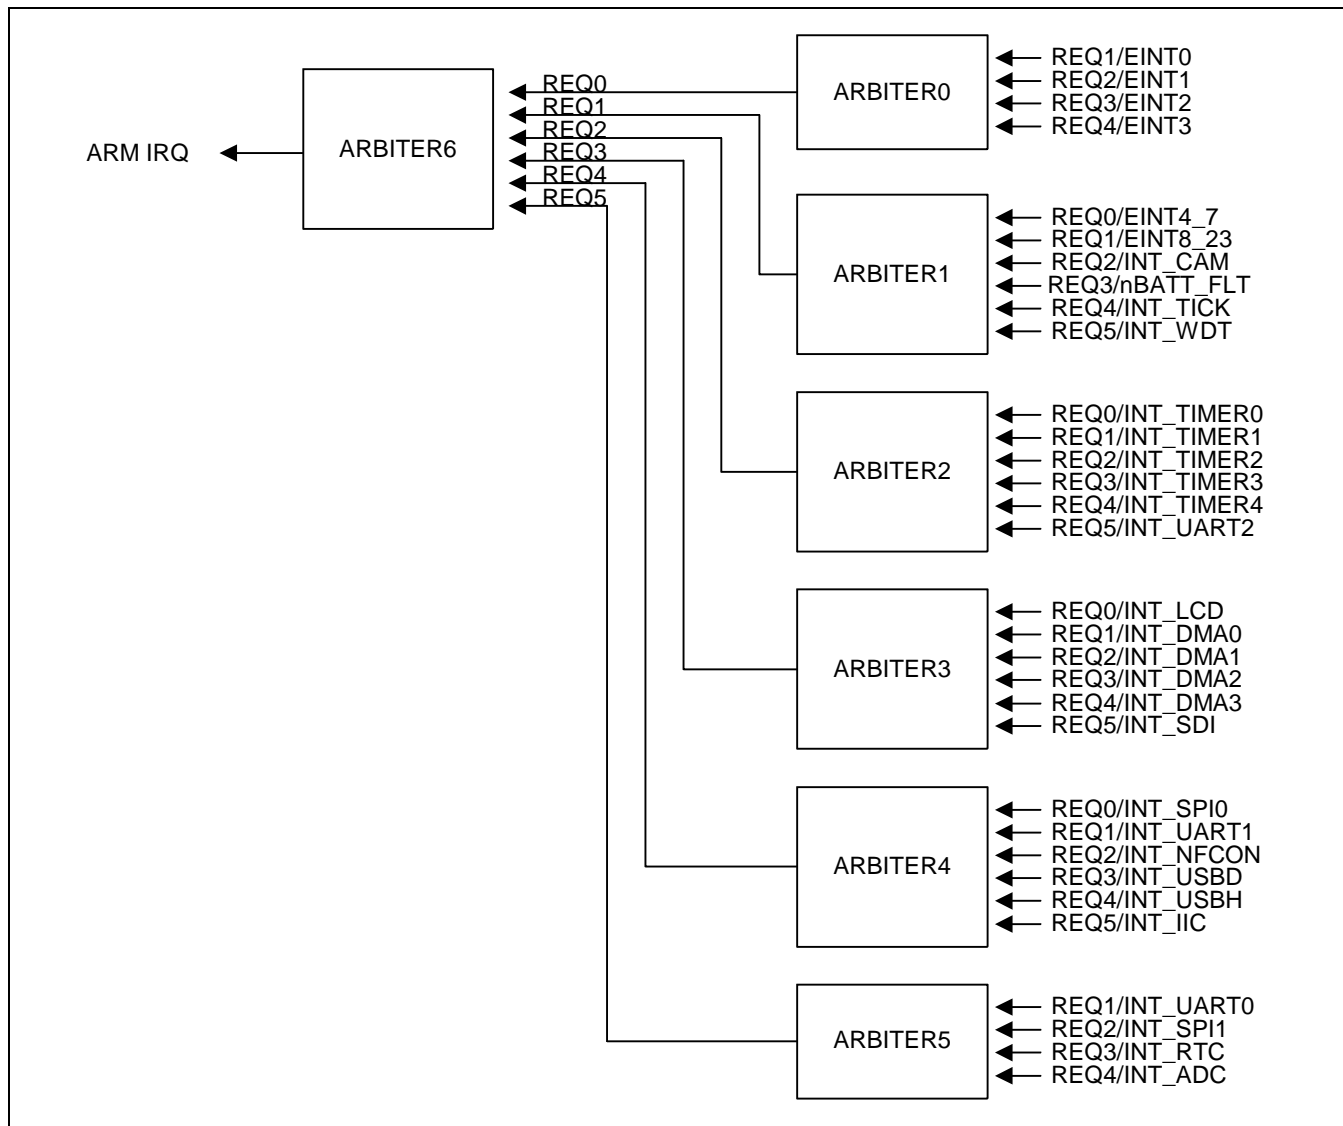 ARM IRQ
ARBITER6
REQ0
REQ1
REQ2
REQ3
REQ4
REQ5
ARBITER0
REQ1/EINT0
REQ2/EINT1
REQ3/EINT2
REQ4/EINT3
ARBITER1
REQ0/EINT4_7
REQ1/EINT8_23
REQ2/INT_CAM
REQ3/nBATT_FLT
REQ4/INT_TICK
REQ5/INT_WDT
ARBITER2
REQ0/INT_TIMER0
REQ1/INT_TIMER1
REQ2/INT_TIMER2
REQ3/INT_TIMER3
REQ4/INT_TIMER4
REQ5/INT_UART2
ARBITER3
REQ0/INT_LCD
REQ1/INT_DMA0
REQ2/INT_DMA1
REQ3/INT_DMA2
REQ4/INT_DMA3
REQ5/INT_SDI
ARBITER4
REQ0/INT_SPI0
REQ1/INT_UART1
REQ2/INT_NFCON
REQ3/INT_USBD
REQ4/INT_USBH
REQ5/INT_IIC
ARBITER5
REQ1/INT_UART0
REQ2/INT_SPI1
REQ3/INT_RTC
REQ4/INT_ADC